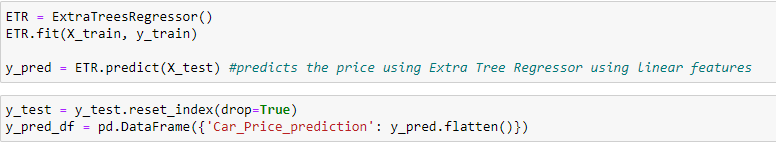 ETR = ExtraTreesRegressor()
ETR.fit(X_train, y_train)
y_pred = ETR.predict(X_test) #predicts the price using Extra Tree Regressor using linear features
y_test = y_test.reset_index(drop=True)
y_pred_df = pd.DataFrame({'Car_Price_prediction': y_pred.flatten()})